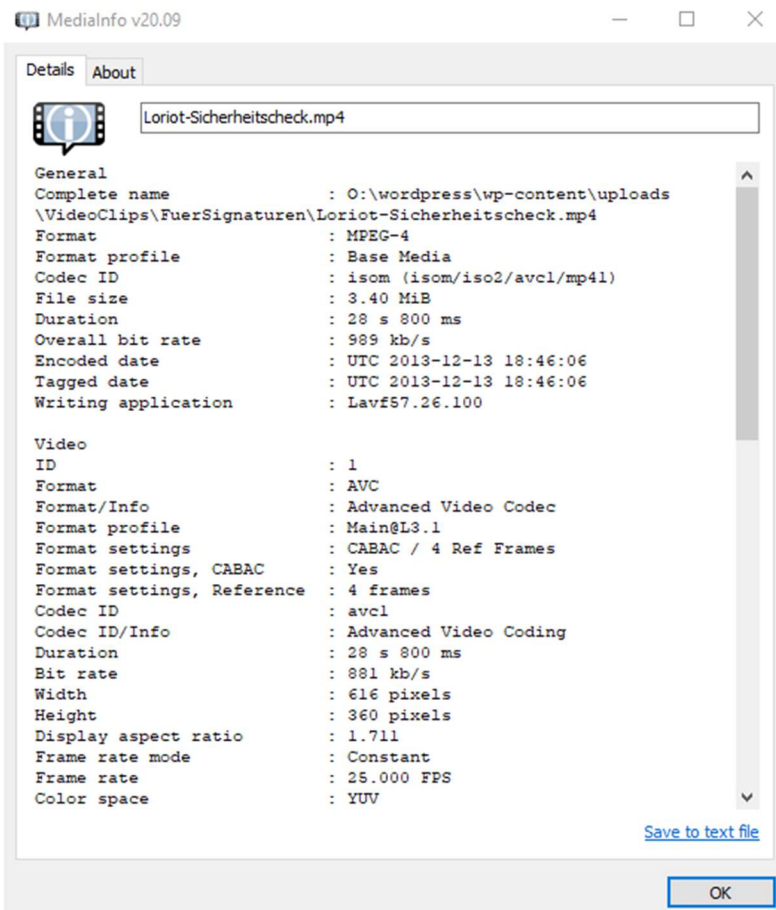 MediaInfo v20.09
Details About
Loriot-Sicherheitscheck.mp4
General
Complete name : O:\wordpress\wp-content\uploads
\VideoClips\FuerSignaturen\Loriot-Sicherheitscheck.mp4
Format : MPEG-4
Format profile : Base Media
Codec ID : isom (isom/iso2/avc1/mp41)
File size : 3.40 MiB
Duration : 28 s 800 ms
Overall bit rate : 989 kb/s
Encoded date : UTC 2013-12-13 18:46:06
Tagged date : UTC 2013-12-13 18:46:06
Writing application : Lavf57.26.100
Video
ID : 1
Format : AVC
Format/Info : Advanced Video Codec
Format profile : Main@L3.1
Format settings : CABAC / 4 Ref Frames
Format settings, CABAC : Yes
Format settings, Reference : 4 frames
Codec ID : avc1
Codec ID/Info : Advanced Video Coding
Duration : 28 s 800 ms
Bit rate : 881 kb/s
Width : 616 pixels
Height : 360 pixels
Display aspect ratio : 1.711
Frame rate mode : Constant
Frame rate : 25.000 FPS
Color space : YUV
Save to text file
OK